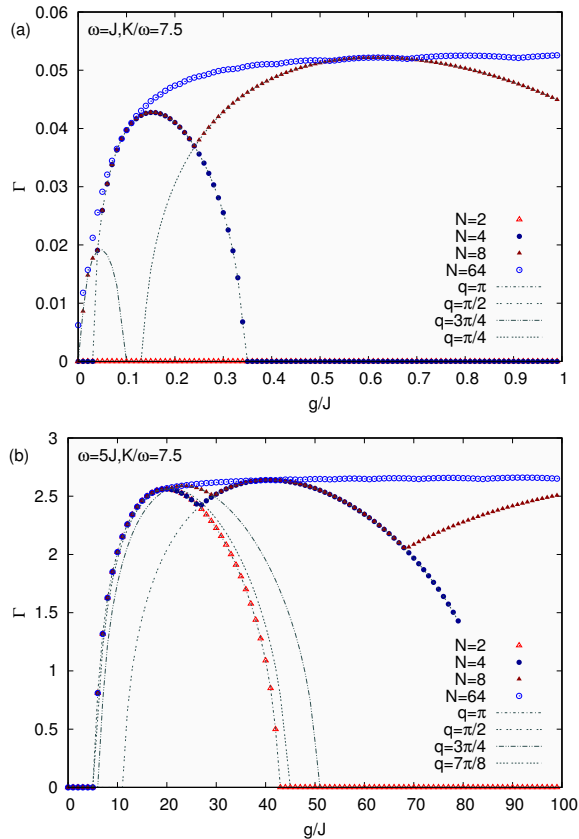 (a)
ω=J,K/ω=7.5
0.06
0.05
0.04
0.03
0.02
0.01
0
Γ
N=2
N=4
N=8
N=64
q=π
q=π/2
q=3π/4
q=π/4
0 0.1 0.2 0.3 0.4 0.5 0.6 0.7 0.8 0.9 1
g/J
(b)
ω=5J,K/ω=7.5
3
2.5
2
1.5
1
0.5
0
Γ
N=2
N=4
N=8
N=64
q=π
q=π/2
q=3π/4
q=7π/8
0 10 20 30 40 50 60 70 80 90 100
g/J